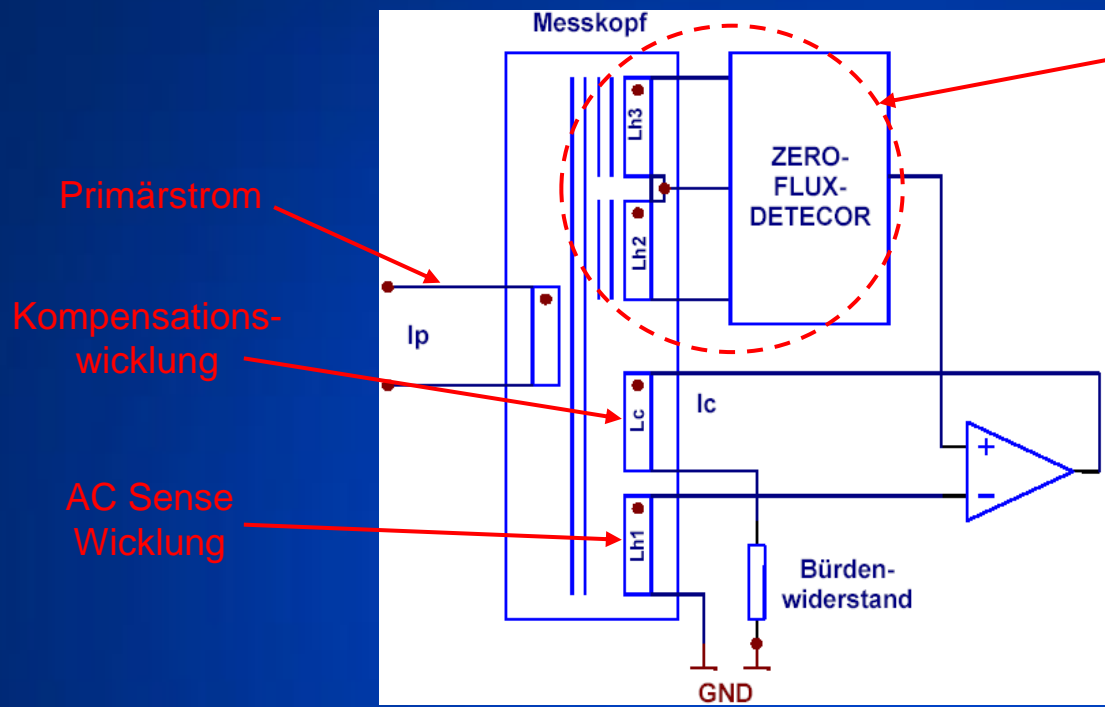 Messkopf
Lh3
ZERO-
FLUX-
DETECOR
Primärstrom
Lh2
Kompensations-
wicklung
Ip
Lc
Ic
+
-
AC Sense
Wicklung
Lh1
Bürden-
widerstand
GND